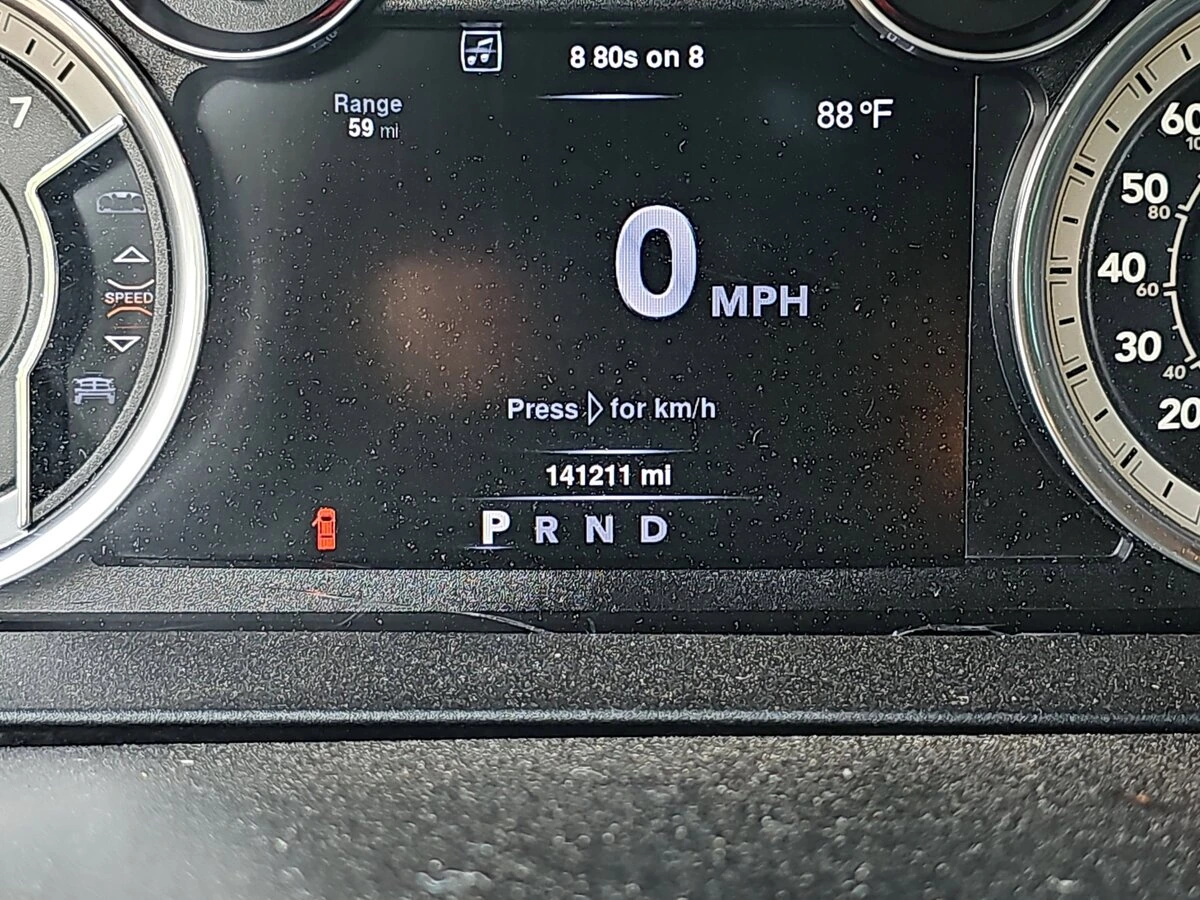 8 80s on 8
Range
59 mi
88 °F
7
SPEED
0 MPH
Press ▷ for km/h
141211 mi
P R N D
60
50
80
40
60
30
40
20